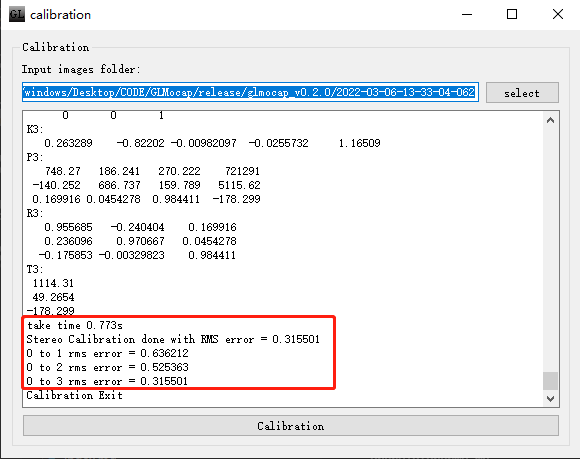 GL calibration
Calibration
Input images folder:
/windows/Desktop/CODE/GLMocap/release/glmocap_v0.2.0/2022-03-06-13-33-04-062
select
0 0 1
K3:
0.263289 -0.82202 -0.00982097 -0.0255732 1.16509
P3:
748.27 186.241 270.222 721291
-140.252 686.737 159.789 5115.62
0.169916 0.0454278 0.984411 -178.299
R3:
0.955685 -0.240404 0.169916
0.236096 0.970667 0.0454278
-0.175853 -0.00329823 0.984411
T3:
1114.31
49.2654
-178.299
take time 0.773s
Stereo Calibration done with RMS error = 0.315501
0 to 1 rms error = 0.636212
0 to 2 rms error = 0.525363
0 to 3 rms error = 0.315501
Calibration Exit
Calibration